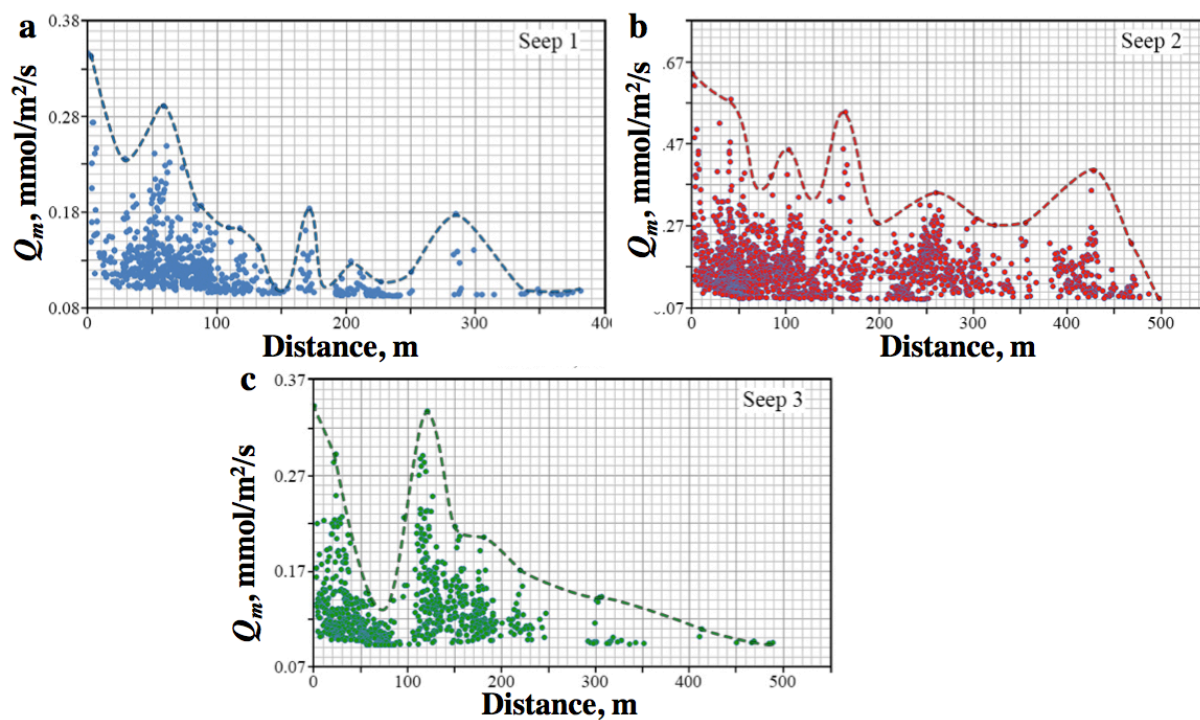 a
0.38
Seep 1
0.28
0.18
0.08
Qm, mmol/m²/s
0 100 200 300
Distance, m
b
Seep 2
.67
.47
.27
.07
Qm, mmol/m²/s
0 100 200 300 400 500
Distance, m
c
0.37
Seep 3
0.27
0.17
0.07
Qm, mmol/m²/s
0 100 200 300 400 500
Distance, m